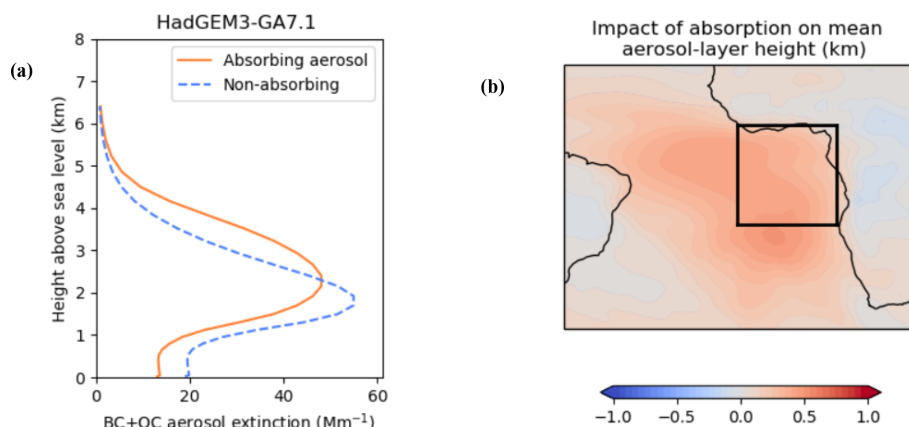 HadGEM3-GA7.1
(a)
Absorbing aerosol
Non-absorbing
Height above sea level (km)
8
7
6
5
4
3
2
1
0
0 20 40 60
BC+OC aerosol extinction (Mm⁻¹)
(b)
Impact of absorption on mean
aerosol-layer height (km)
−1.0 −0.5 0.0 0.5 1.0